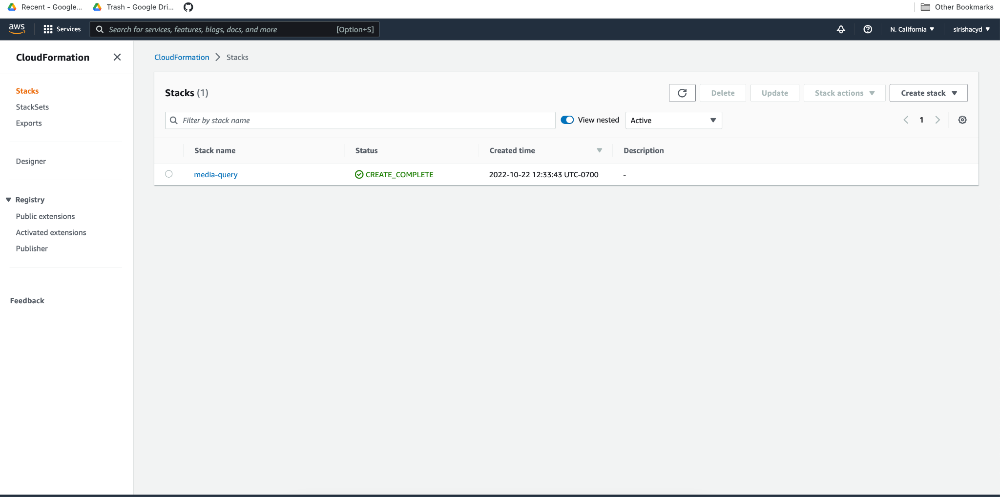 Recent - Google...
Trash - Google Dri...
Other Bookmarks
aws
Services
Search for services, features, blogs, docs, and more
[Option+S]
N. California
sirishacyd
CloudFormation
Stacks
StackSets
Exports
Designer
Registry
Public extensions
Activated extensions
Publisher
Feedback
CloudFormation
Stacks
Stacks (1)
Delete
Update
Stack actions
Create stack
Filter by stack name
View nested
Active
1
Stack name
Status
Created time
Description
media-query
CREATE_COMPLETE
2022-10-22 12:33:43 UTC-0700
-